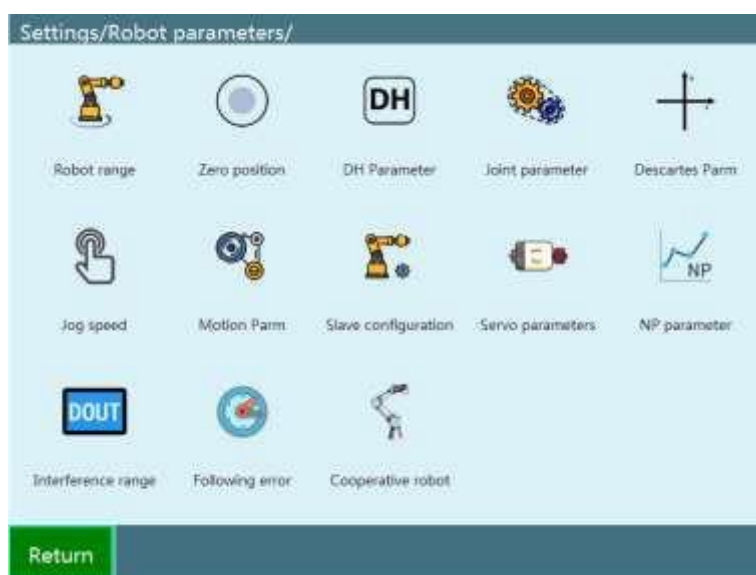 Settings/Robot parameters/
DH
Robot range
Zero position
DH Parameter
Joint parameter
Descartes Parm
NP
Jog speed
Motion Parm
Slave configuration
Servo parameters
NP parameter
DOUT
Interference range
Following error
Cooperative robot
Return